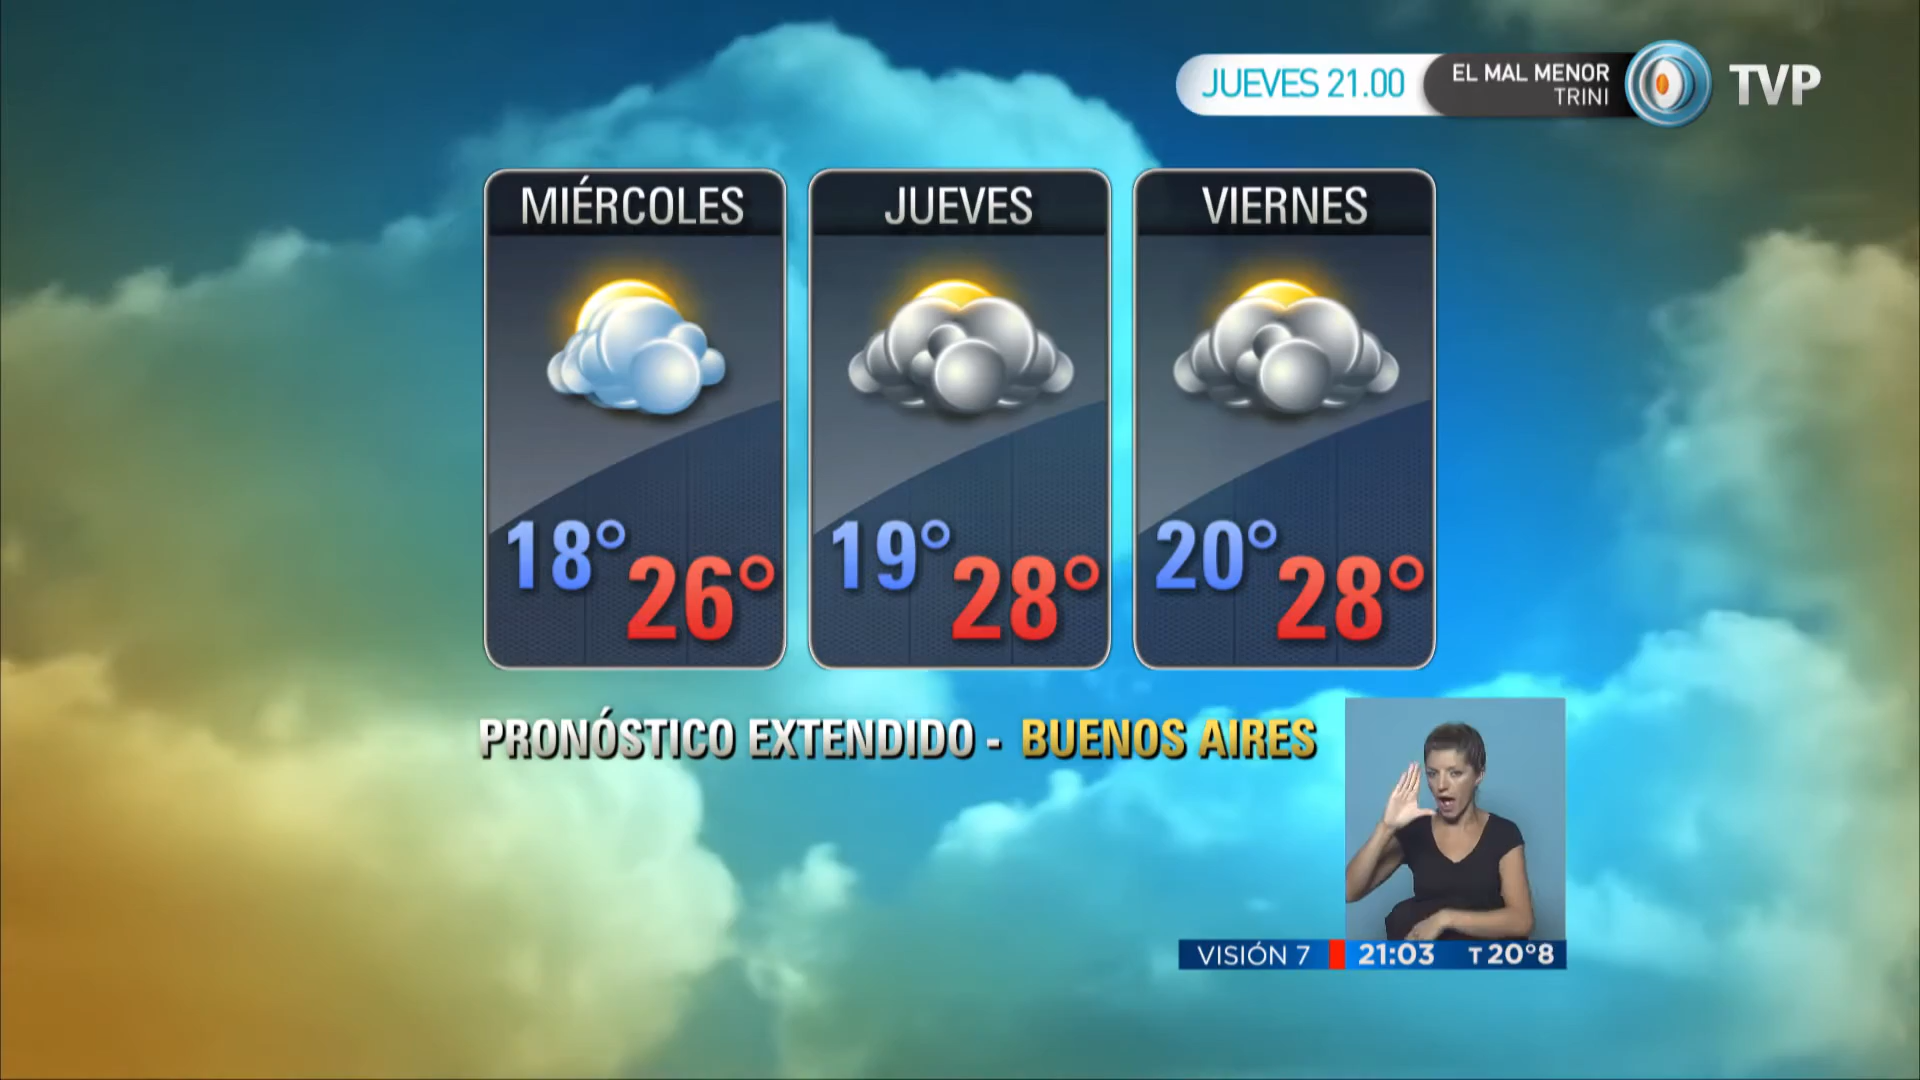 JUEVES 21.00
EL MAL MENOR
TRINI
TVP
MIÉRCOLES
18° 26°
JUEVES
19° 28°
VIERNES
20° 28°
PRONÓSTICO EXTENDIDO - BUENOS AIRES
VISIÓN 7 21:03 T 20°8